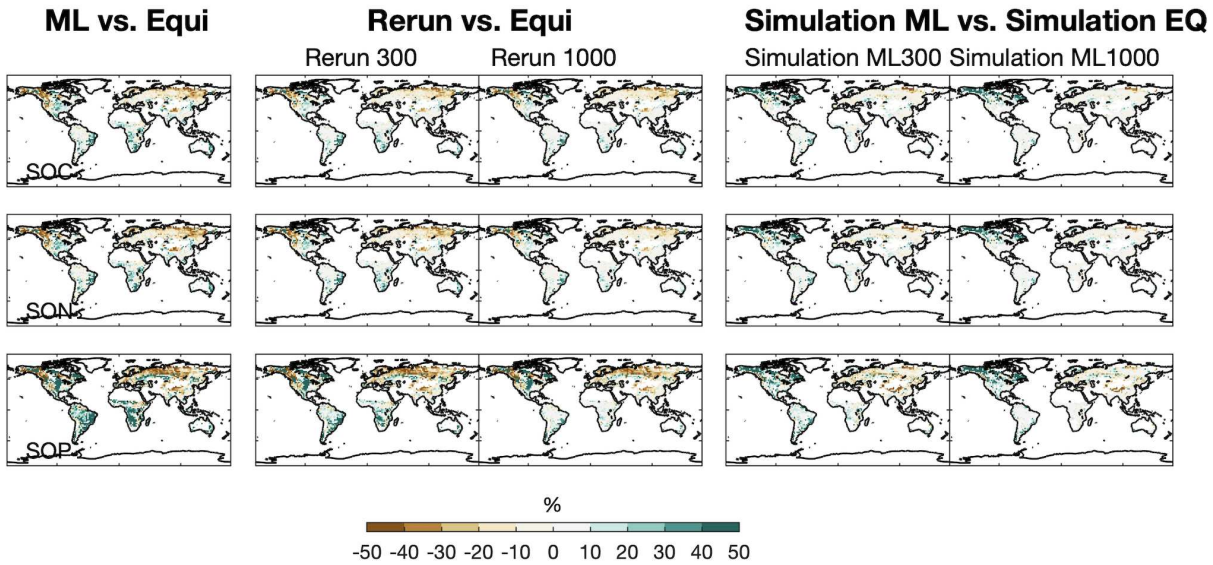 ML vs. Equi
Rerun vs. Equi
Simulation ML vs. Simulation EQ
Rerun 300
Rerun 1000
Simulation ML300
Simulation ML1000
SOC
SON
SOP
%
-50 -40 -30 -20 -10 0 10 20 30 40 50